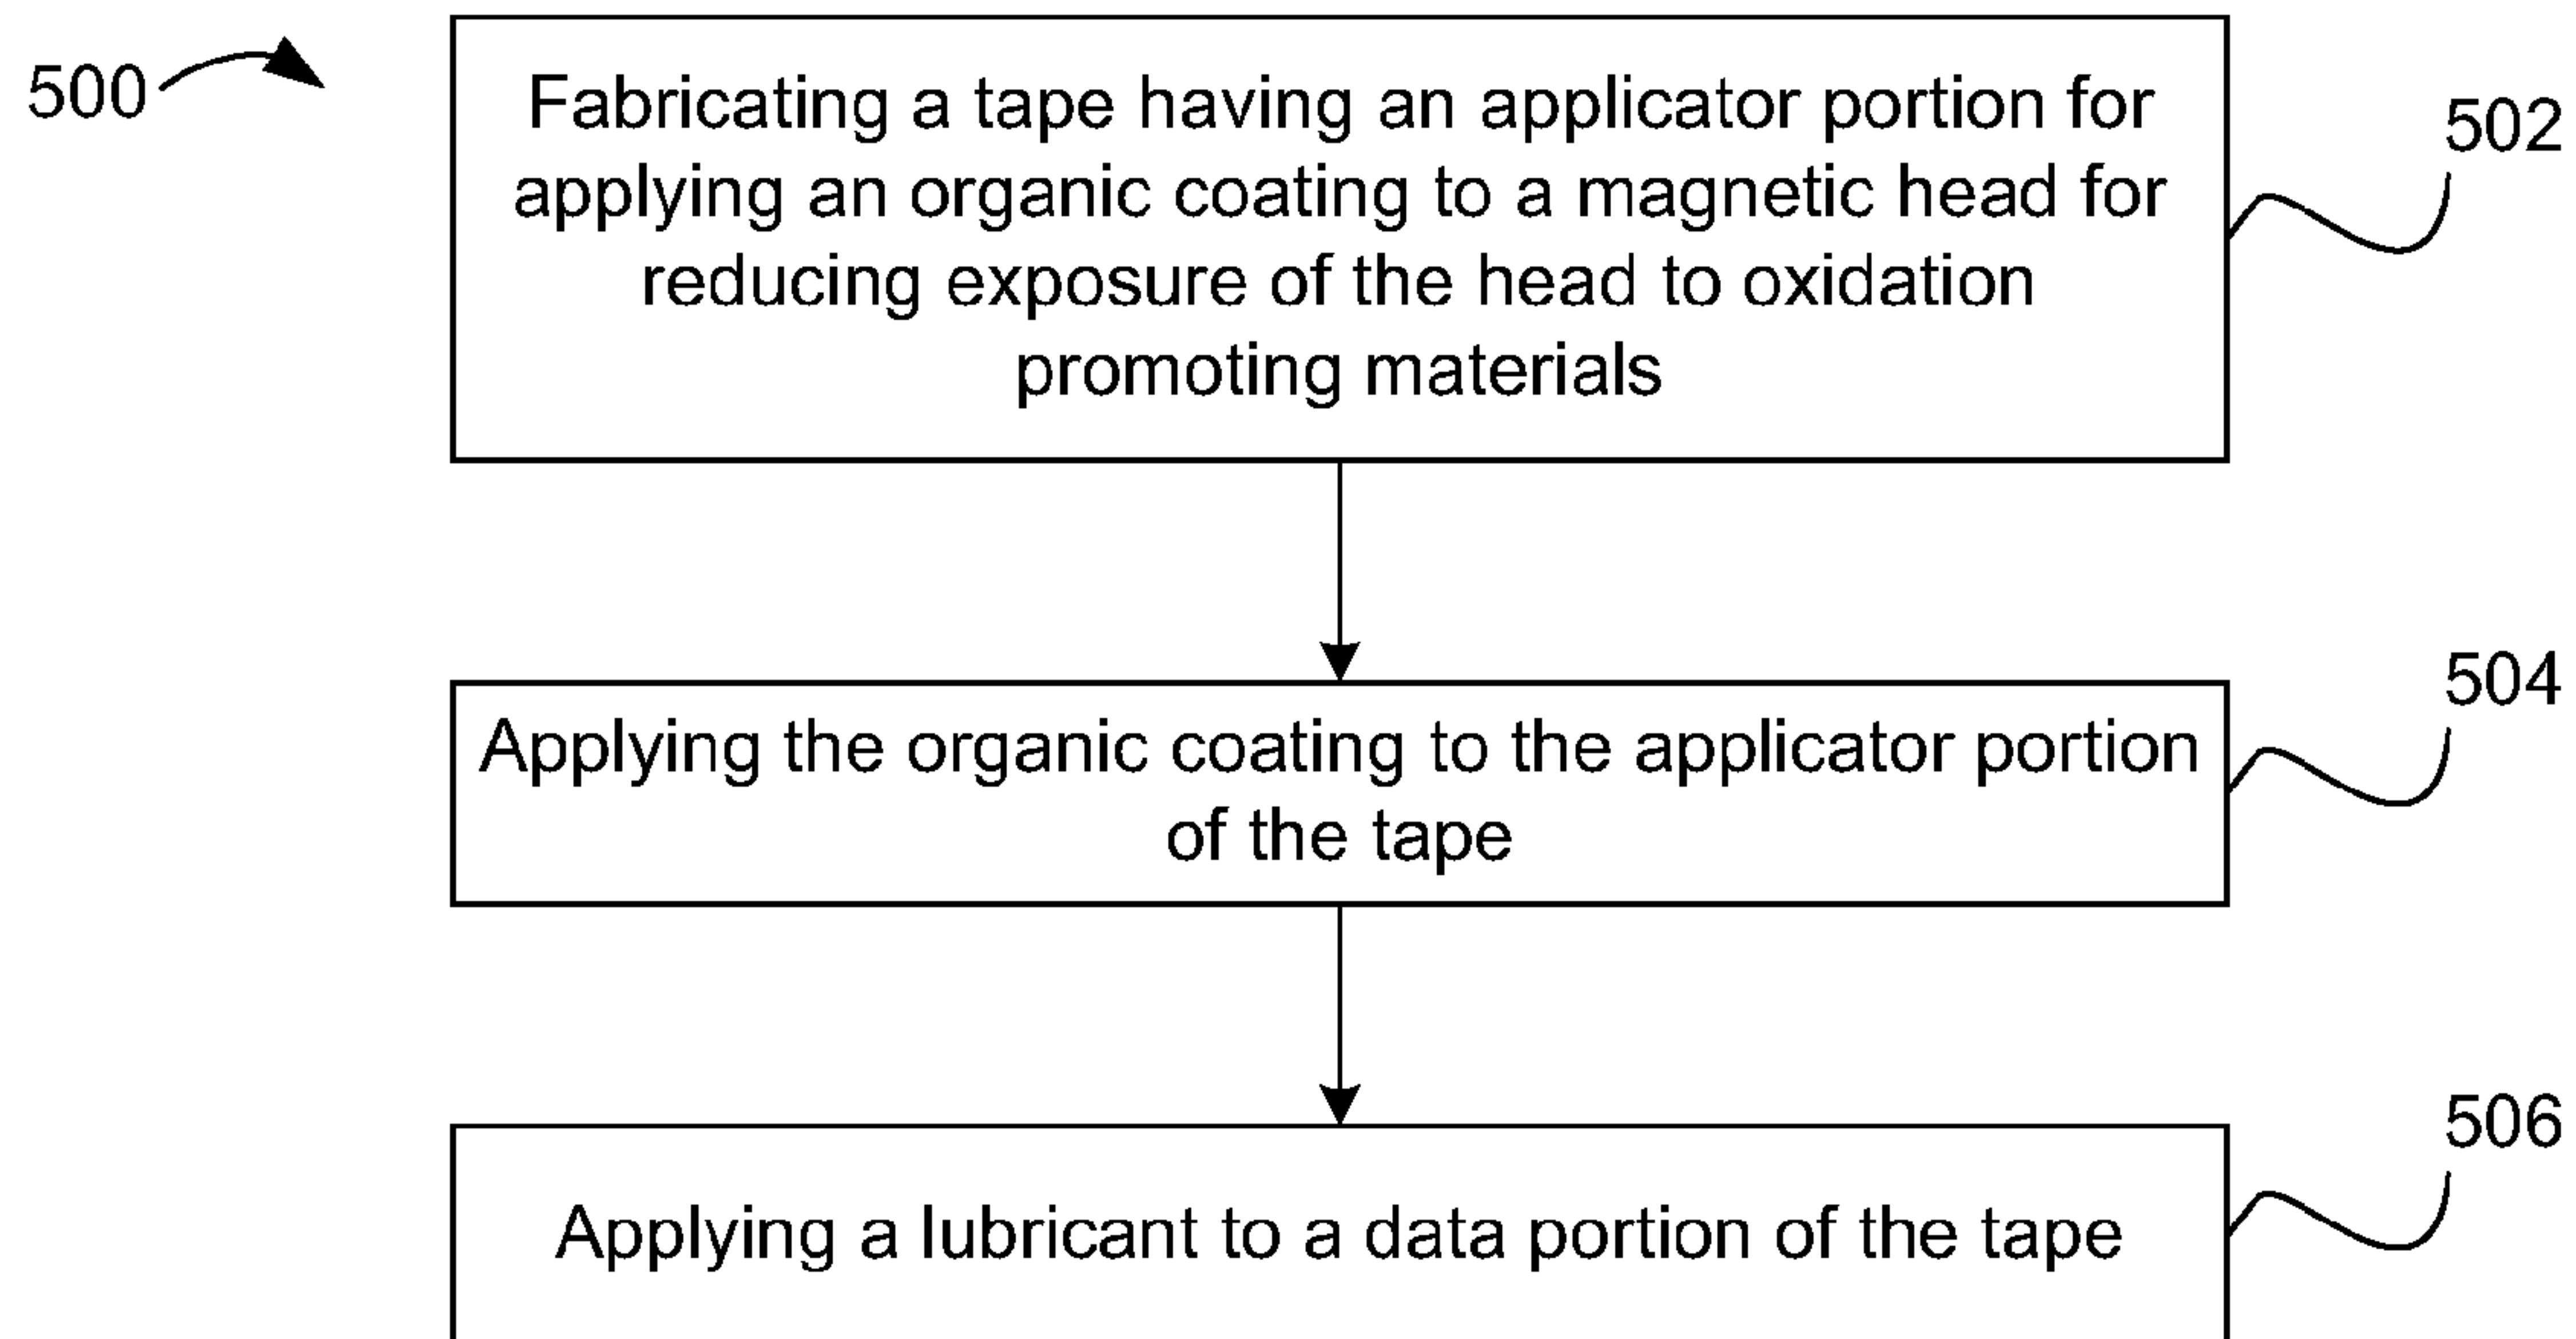 500
Fabricating a tape having an applicator portion for
applying an organic coating to a magnetic head for
reducing exposure of the head to oxidation
promoting materials
502
Applying the organic coating to the applicator portion
of the tape
504
Applying a lubricant to a data portion of the tape
506